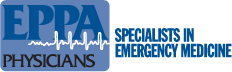 EPPA
PHYSICIANS
SPECIALISTS IN
EMERGENCY MEDICINE